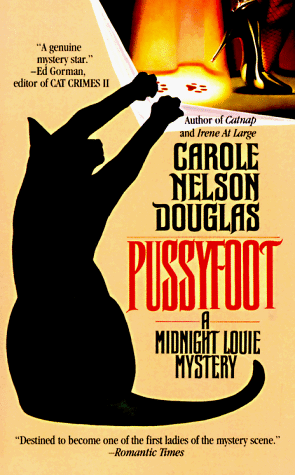 “A genuine
mystery star.”
–Ed Gorman,
editor of CAT CRIMES II
Author of Catnap
and Irene At Large
CAROLE
NELSON
DOUGLAS
PUSSYFOOT
A
MIDNIGHT LOUIE
MYSTERY
“Destined to become one of the first ladies of the mystery scene.”
—Romantic Times